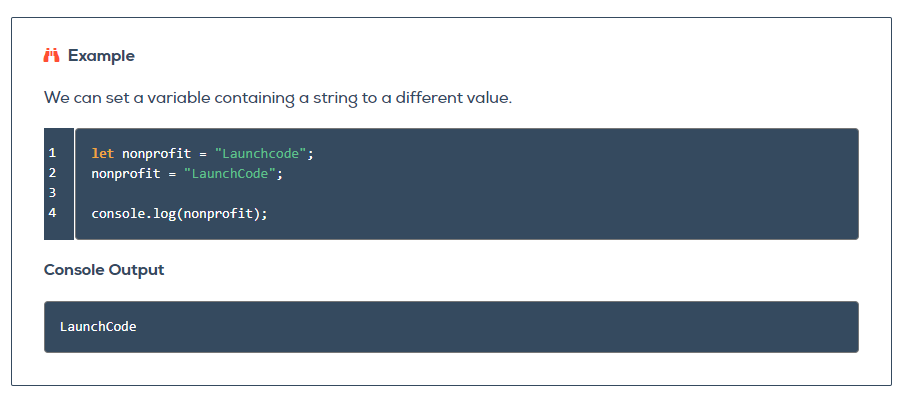 Example
We can set a variable containing a string to a different value.
1 let nonprofit = "Launchcode";
2 nonprofit = "LaunchCode";
3
4 console.log(nonprofit);
Console Output
LaunchCode